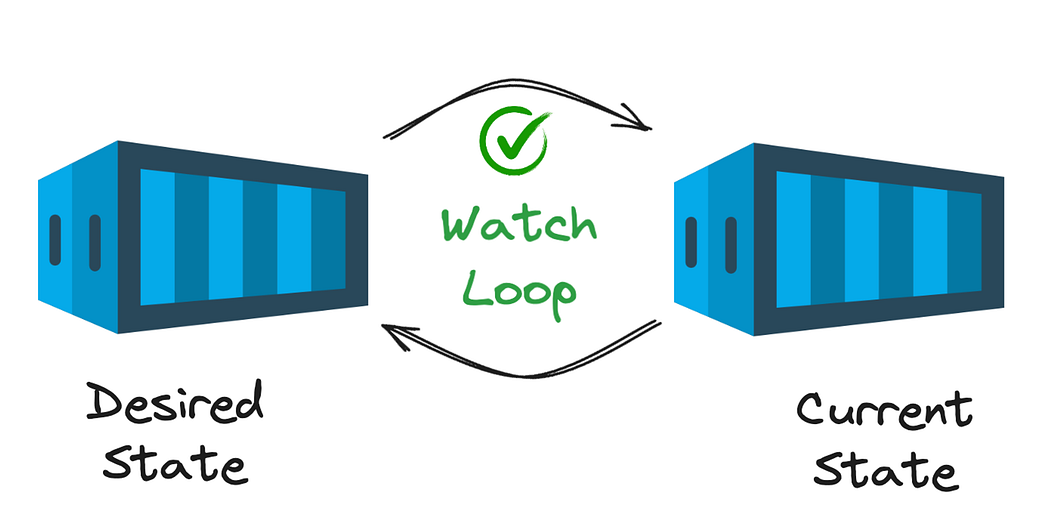 Watch
Loop
Desired
State
Current
State